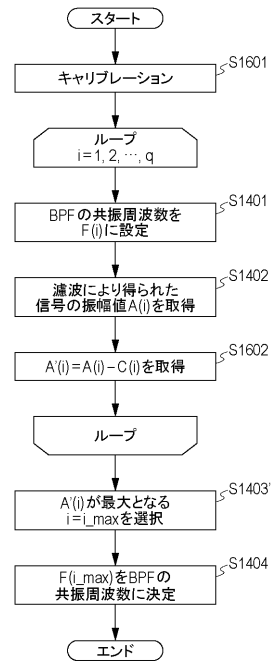 スタート
S1601
キャリブレーション
ループ
i=1, 2, …, q
S1401
BPFの共振周波数を
F(i)に設定
S1402
濾波により得られた
信号の振幅値A(i)を取得
S1602
A'(i)=A(i)−C(i)を取得
ループ
S1403'
A'(i)が最大となる
i=i_maxを選択
S1404
F(i_max)をBPFの
共振周波数に決定
エンド